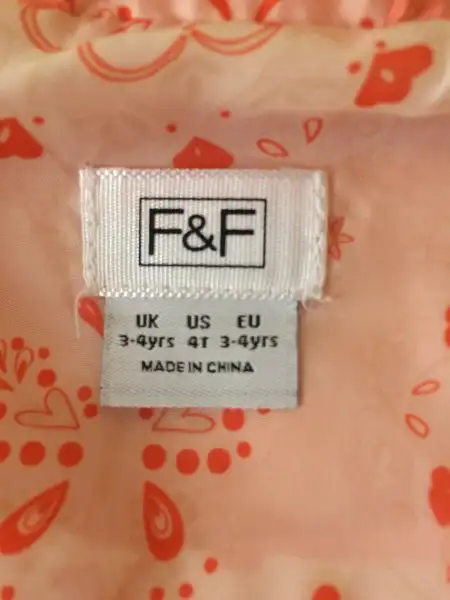 F&F
UK US EU
3-4yrs 4T 3-4yrs
MADE IN CHINA